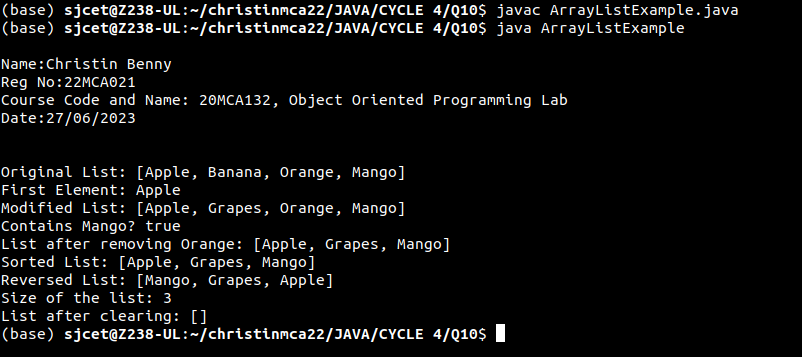 (base) sjcet@Z238-UL:~/christinmca22/JAVA/CYCLE 4/Q10$ javac ArrayListExample.java
(base) sjcet@Z238-UL:~/christinmca22/JAVA/CYCLE 4/Q10$ java ArrayListExample
Name:Christin Benny
Reg No:22MCA021
Course Code and Name: 20MCA132, Object Oriented Programming Lab
Date:27/06/2023
Original List: [Apple, Banana, Orange, Mango]
First Element: Apple
Modified List: [Apple, Grapes, Orange, Mango]
Contains Mango? true
List after removing Orange: [Apple, Grapes, Mango]
Sorted List: [Apple, Grapes, Mango]
Reversed List: [Mango, Grapes, Apple]
Size of the list: 3
List after clearing: []
(base) sjcet@Z238-UL:~/christinmca22/JAVA/CYCLE 4/Q10$